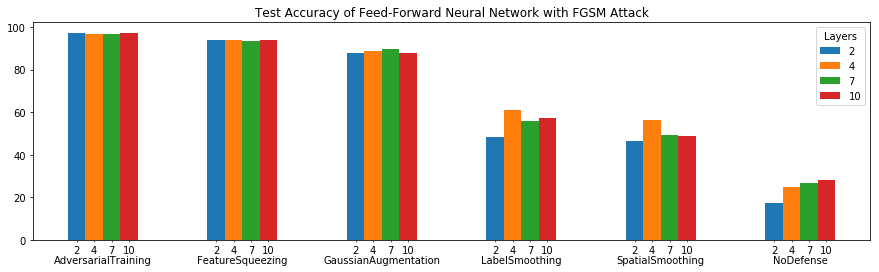 Test Accuracy of Feed-Forward Neural Network with FGSM Attack
100
80
60
40
20
0
Layers
2
4
7
10
2 4 7 10 2 4 7 10 2 4 7 10 2 4 7 10 2 4 7 10 2 4 7 10
AdversarialTraining FeatureSqueezing GaussianAugmentation LabelSmoothing SpatialSmoothing NoDefense